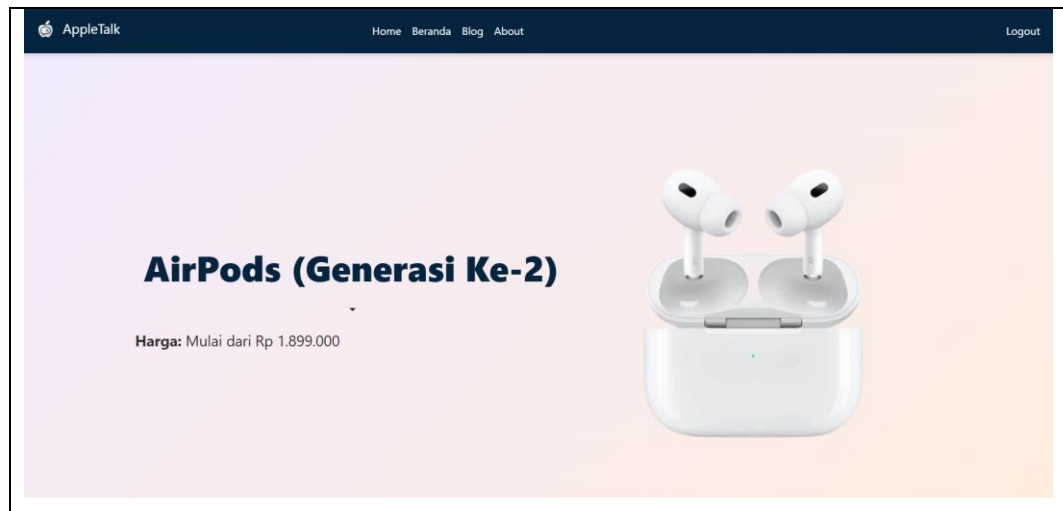 AppleTalk
Home Beranda Blog About
Logout
AirPods (Generasi Ke-2)
Harga: Mulai dari Rp 1.899.000